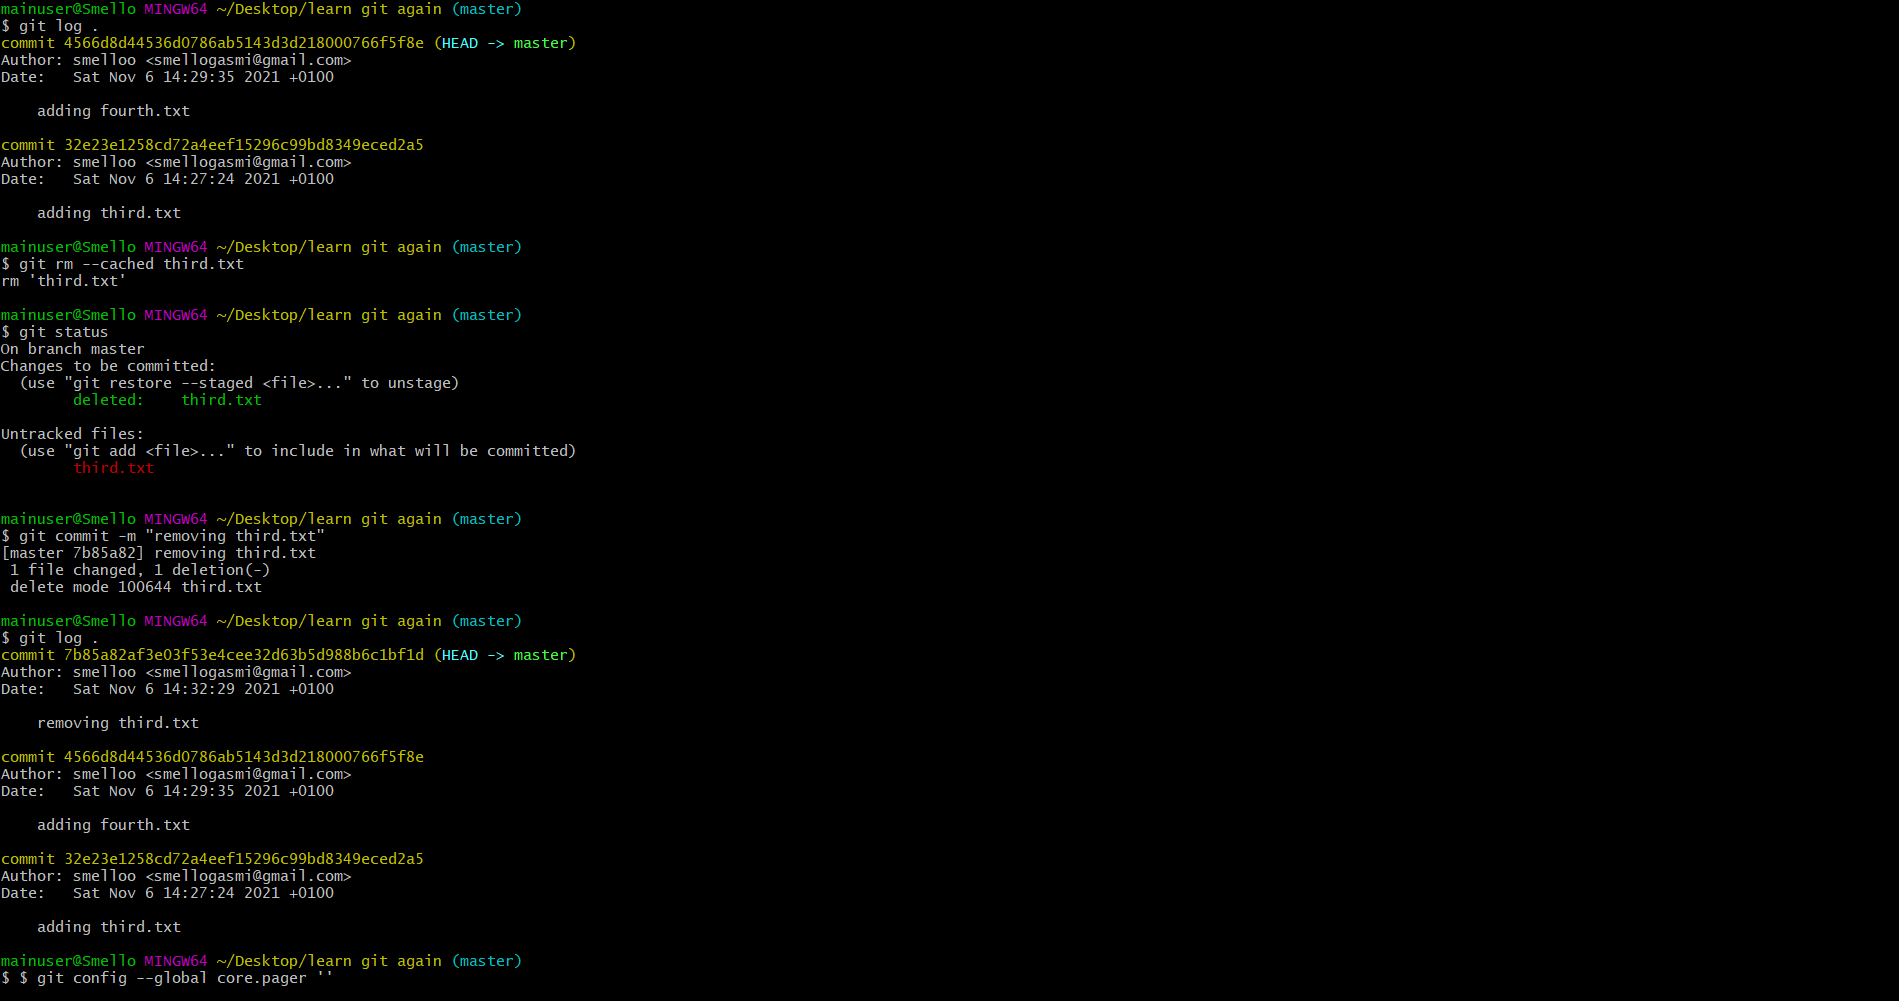 mainuser@Smello MINGW64 ~/Desktop/learn git again (master)
$ git log .
commit 4566d8d44536d0786ab5143d3d218000766f5f8e (HEAD -> master)
Author: smelloo <smellogasmi@gmail.com>
Date:   Sat Nov 6 14:29:35 2021 +0100

    adding fourth.txt

commit 32e23e1258cd72a4eef15296c99bd8349eced2a5
Author: smelloo <smellogasmi@gmail.com>
Date:   Sat Nov 6 14:27:24 2021 +0100

    adding third.txt

mainuser@Smello MINGW64 ~/Desktop/learn git again (master)
$ git rm --cached third.txt
rm 'third.txt'

mainuser@Smello MINGW64 ~/Desktop/learn git again (master)
$ git status
On branch master
Changes to be committed:
  (use "git restore --staged <file>..." to unstage)
        deleted:    third.txt

Untracked files:
  (use "git add <file>..." to include in what will be committed)
        third.txt


mainuser@Smello MINGW64 ~/Desktop/learn git again (master)
$ git commit -m "removing third.txt"
[master 7b85a82] removing third.txt
 1 file changed, 1 deletion(-)
 delete mode 100644 third.txt

mainuser@Smello MINGW64 ~/Desktop/learn git again (master)
$ git log .
commit 7b85a82af3e03f53e4cee32d63b5d988b6c1bf1d (HEAD -> master)
Author: smelloo <smellogasmi@gmail.com>
Date:   Sat Nov 6 14:32:29 2021 +0100

    removing third.txt

commit 4566d8d44536d0786ab5143d3d218000766f5f8e
Author: smelloo <smellogasmi@gmail.com>
Date:   Sat Nov 6 14:29:35 2021 +0100

    adding fourth.txt

commit 32e23e1258cd72a4eef15296c99bd8349eced2a5
Author: smelloo <smellogasmi@gmail.com>
Date:   Sat Nov 6 14:27:24 2021 +0100

    adding third.txt

mainuser@Smello MINGW64 ~/Desktop/learn git again (master)
$ $ git config --global core.pager ''